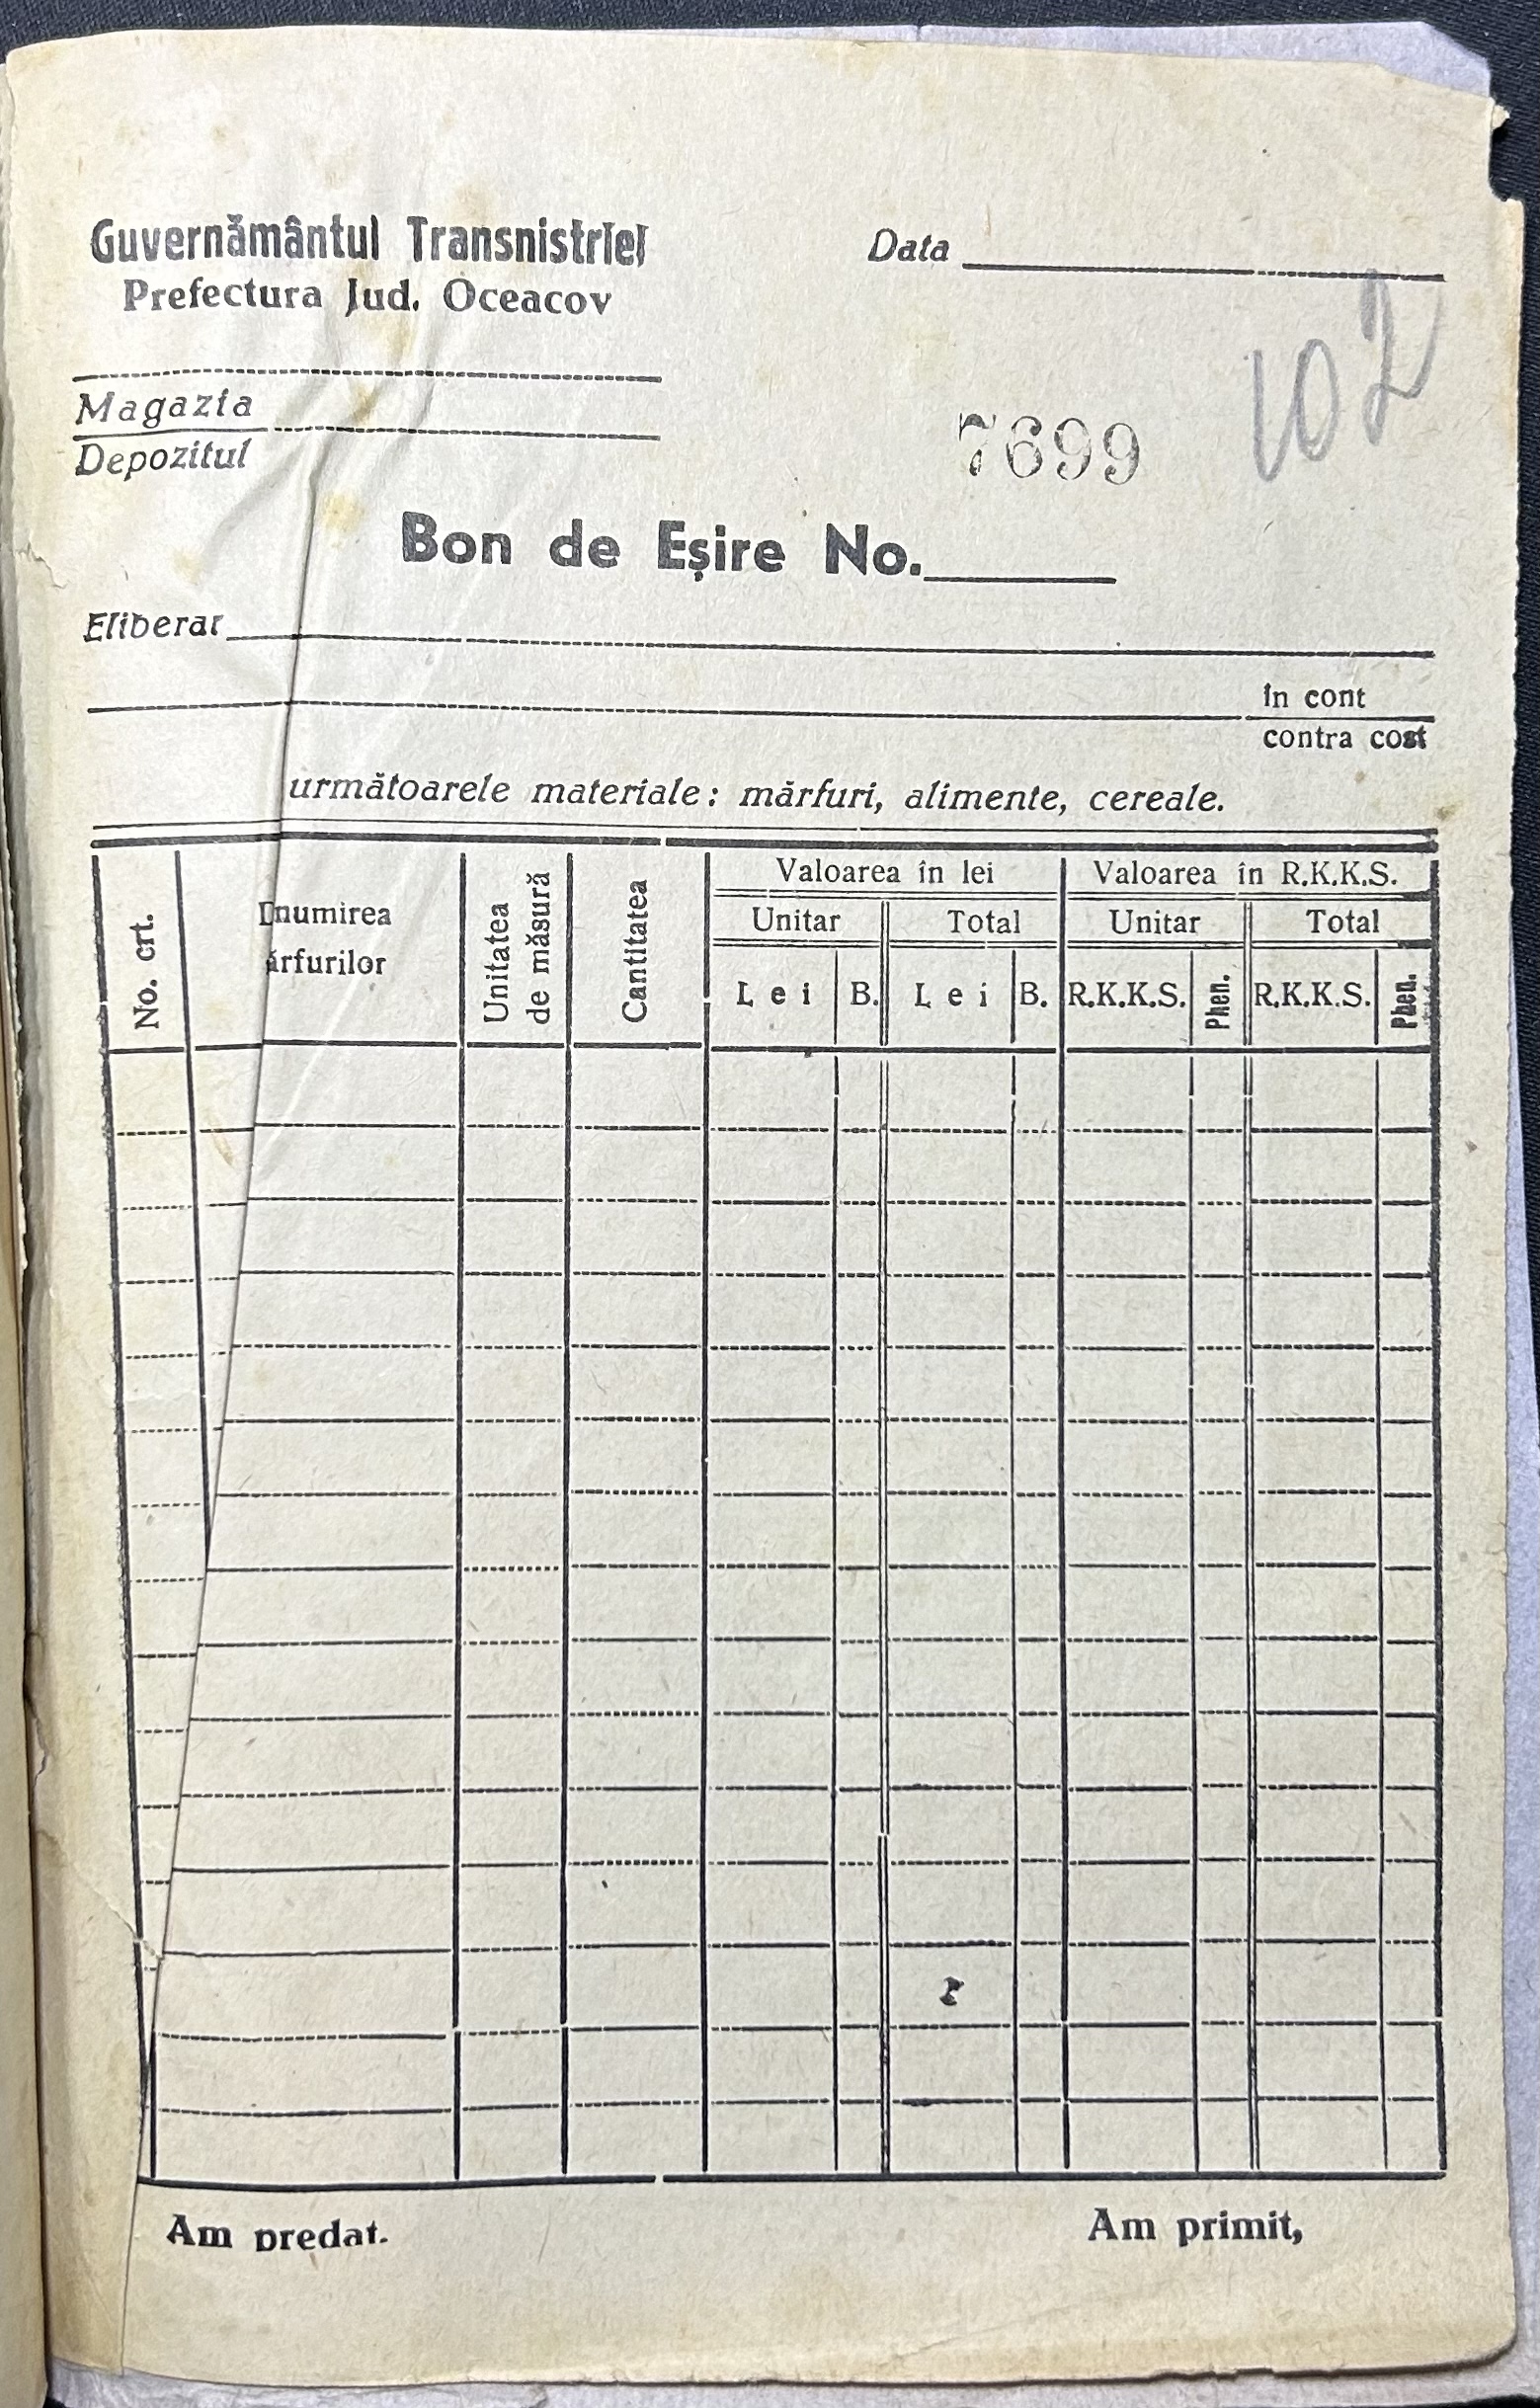 Guvernământul Transnistriei
Prefectura Jud. Oceacov
Data
102
Magazia
Depozitul
7699
Bon de Eșire No.
Eliberat
în cont
contra cost
următoarele materiale: mărfuri, alimente, cereale.
No. crt.
numirea
ărfurilor
Unitatea
de măsură
Cantitatea
Valoarea în lei
Valoarea în R.K.K.S.
Unitar
Total
Unitar
Total
Lei
B.
Lei
B.
R.K.K.S.
Phen.
R.K.K.S.
Phen.
Am predat.
Am primit,